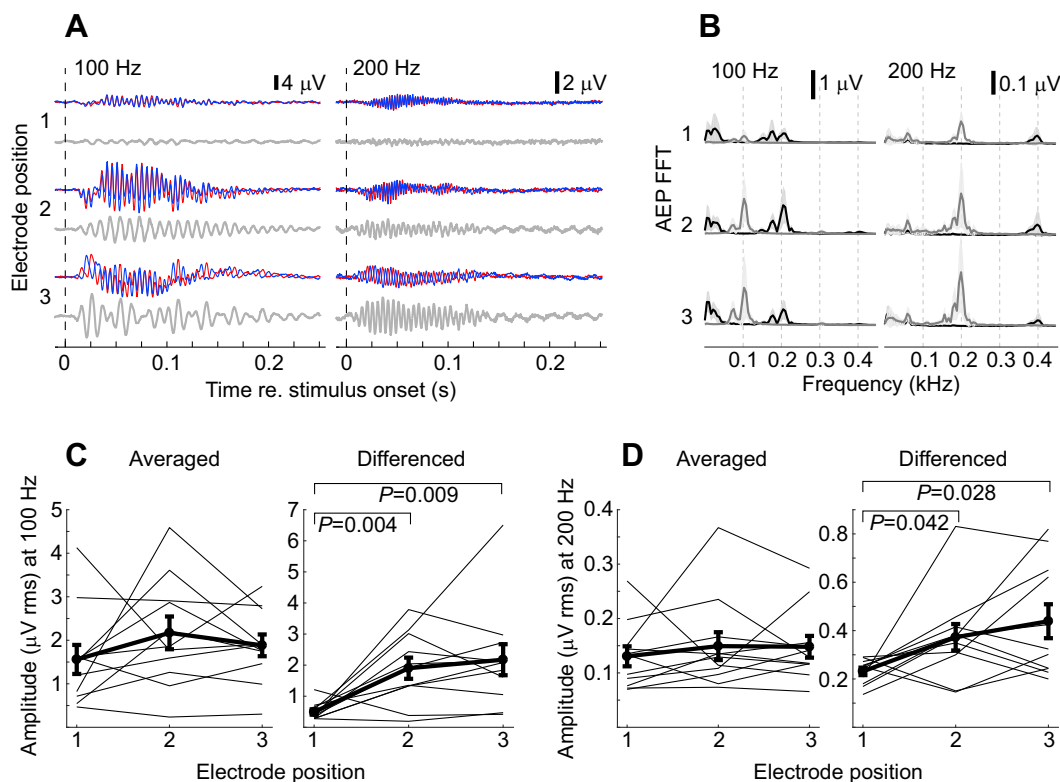 A
B
100 Hz
4 μV
200 Hz
2 μV
100 Hz
1 μV
200 Hz
0.1 μV
Electrode position
1
2
3
0 0.1 0.2 0 0.1 0.2
Time re. stimulus onset (s)
AEP FFT
1
2
3
0.1 0.2 0.3 0.4 0.1 0.2 0.3 0.4
Frequency (kHz)
C
Averaged
Differenced
P=0.009
P=0.004
Amplitude (μV rms) at 100 Hz
5
4
3
2
1
7
6
5
4
3
2
1
1 2 3 1 2 3
Electrode position
D
Averaged
Differenced
P=0.028
P=0.042
Amplitude (μV rms) at 200 Hz
0.4
0.3
0.2
0.1
0.8
0.6
0.4
0.2
1 2 3 1 2 3
Electrode position